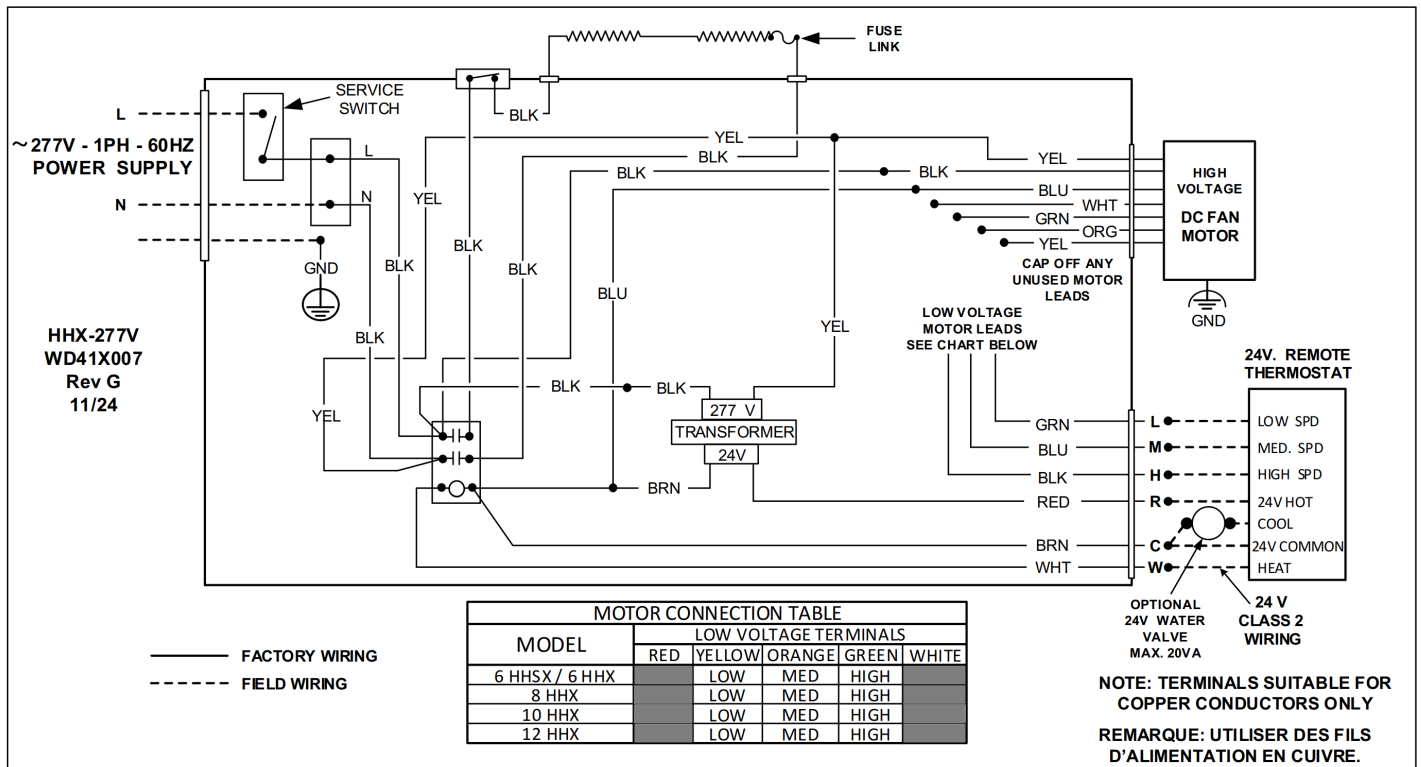 FUSE
LINK
SERVICE
SWITCH
BLK
L
~277V - 1PH - 60HZ
POWER SUPPLY
N
L
N
GND
YEL
BLK
BLK
BLK
YEL
BLK
BLK
BLK
BLK
YEL
BLU
WHT
GRN
ORG
YEL
HIGH
VOLTAGE
DC FAN
MOTOR
GND
CAP OFF ANY
UNUSED MOTOR
LEADS
BLU
YEL
BLK
YEL
LOW VOLTAGE
MOTOR LEADS
SEE CHART BELOW
HHX-277V
WD41X007
Rev G
11/24
BLK
BLK
277 V
TRANSFORMER
24V
BRN
24V. REMOTE
THERMOSTAT
GRN L LOW SPD
BLU M MED. SPD
BLK H HIGH SPD
RED R 24V HOT
COOL
BRN C 24V COMMON
WHT W HEAT
OPTIONAL
24V WATER
VALVE
MAX. 20VA
24 V
CLASS 2
WIRING
FACTORY WIRING
FIELD WIRING
MOTOR CONNECTION TABLE
MODEL
LOW VOLTAGE TERMINALS
RED YELLOW ORANGE GREEN WHITE
6 HHSX / 6 HHX LOW MED HIGH
8 HHX LOW MED HIGH
10 HHX LOW MED HIGH
12 HHX LOW MED HIGH
NOTE: TERMINALS SUITABLE FOR
COPPER CONDUCTORS ONLY
REMARQUE: UTILISER DES FILS
D'ALIMENTATION EN CUIVRE.